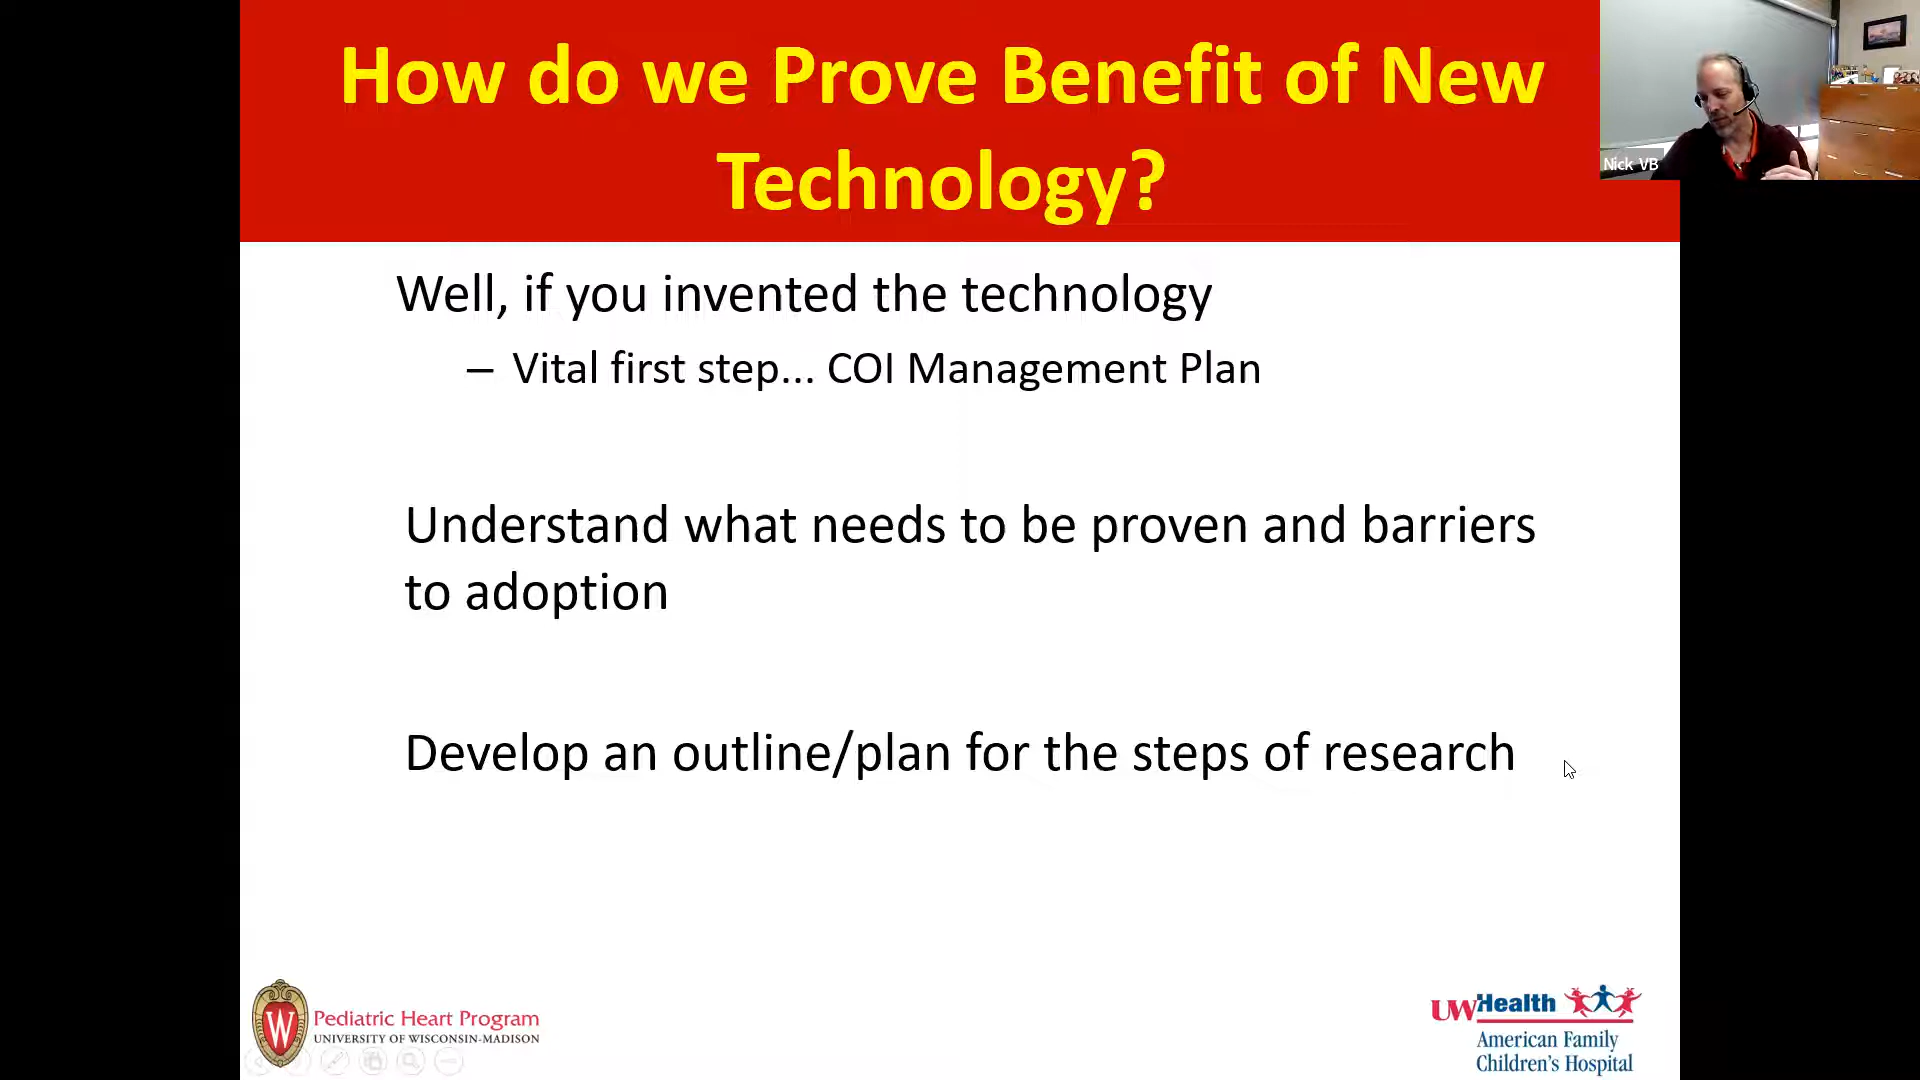 How do we Prove Benefit of New
Technology?
Nick VB
Well, if you invented the technology
– Vital first step... COI Management Plan
Understand what needs to be proven and barriers
to adoption
Develop an outline/plan for the steps of research
W
Pediatric Heart Program
UNIVERSITY OF WISCONSIN-MADISON
UWHealth
American Family
Children's Hospital